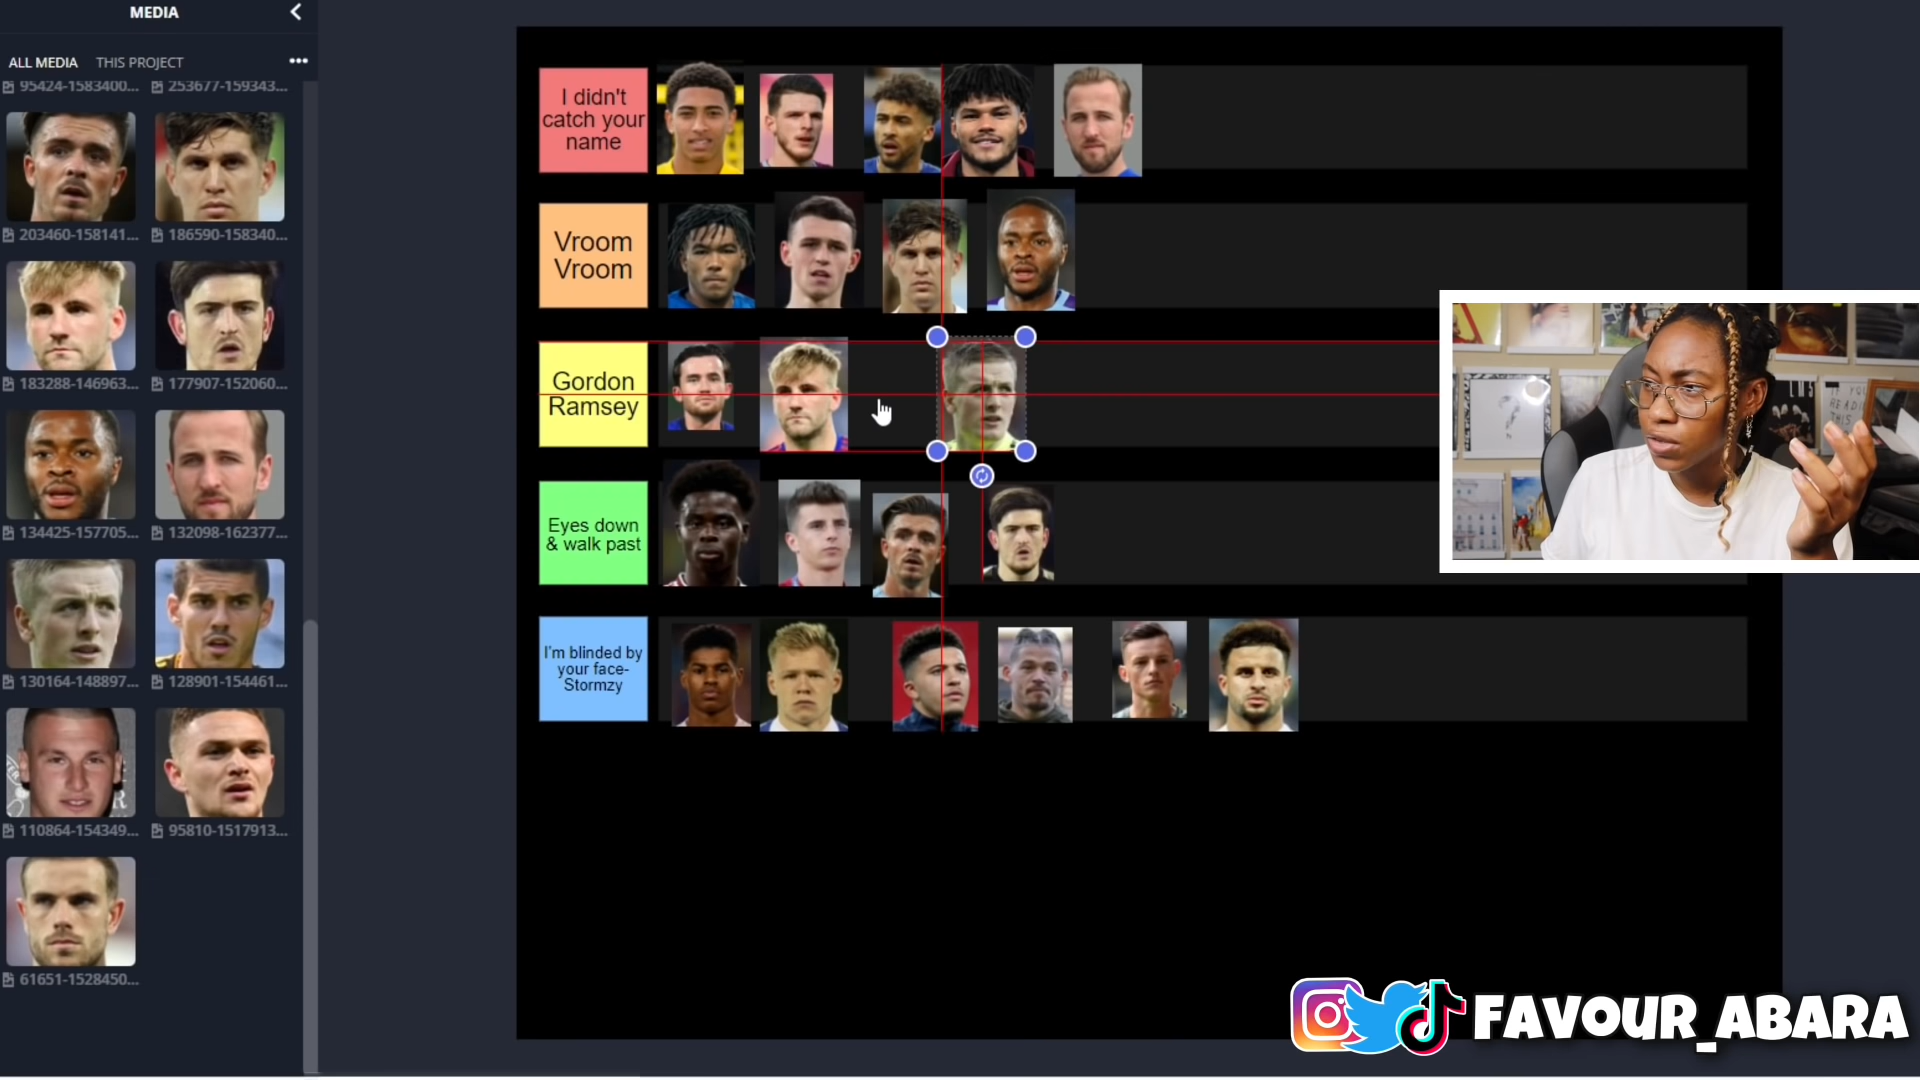 MEDIA
ALL MEDIA THIS PROJECT
95424-1583400... 253677-159343...
203460-158141... 186590-158340...
183288-146963... 177907-152060...
134425-157705... 132098-162377...
130164-148897... 128901-154461...
110864-154349... 95810-1517913...
61651-1528450...
I didn't
catch your
name
Vroom
Vroom
Gordon
Ramsey
Eyes down
& walk past
I'm blinded by
your face-
Stormzy
FAVOUR_ABARA